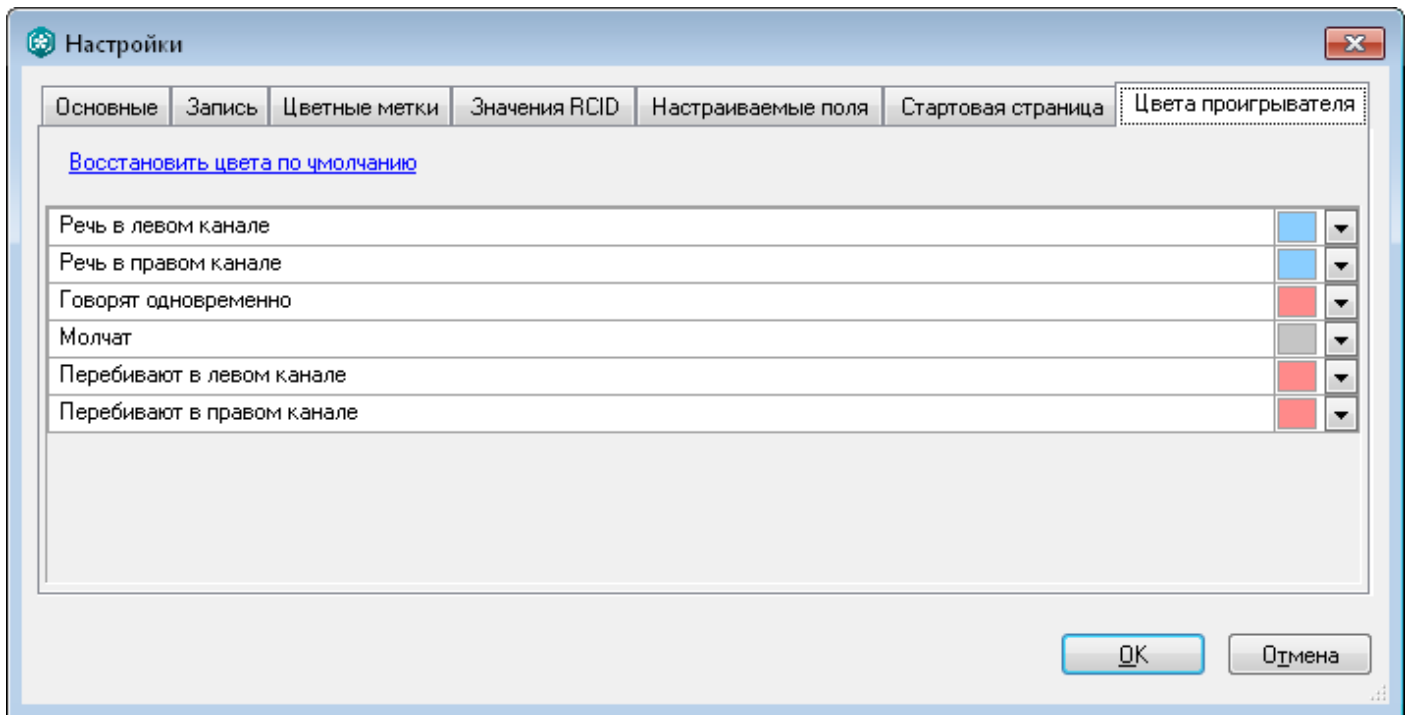 Настройки
Основные Запись Цветные метки Значения RCID Настраиваемые поля Стартовая страница Цвета проигрывателя
Восстановить цвета по умолчанию
Речь в левом канале
Речь в правом канале
Говорят одновременно
Молчат
Перебивают в левом канале
Перебивают в правом канале
OK Отмена